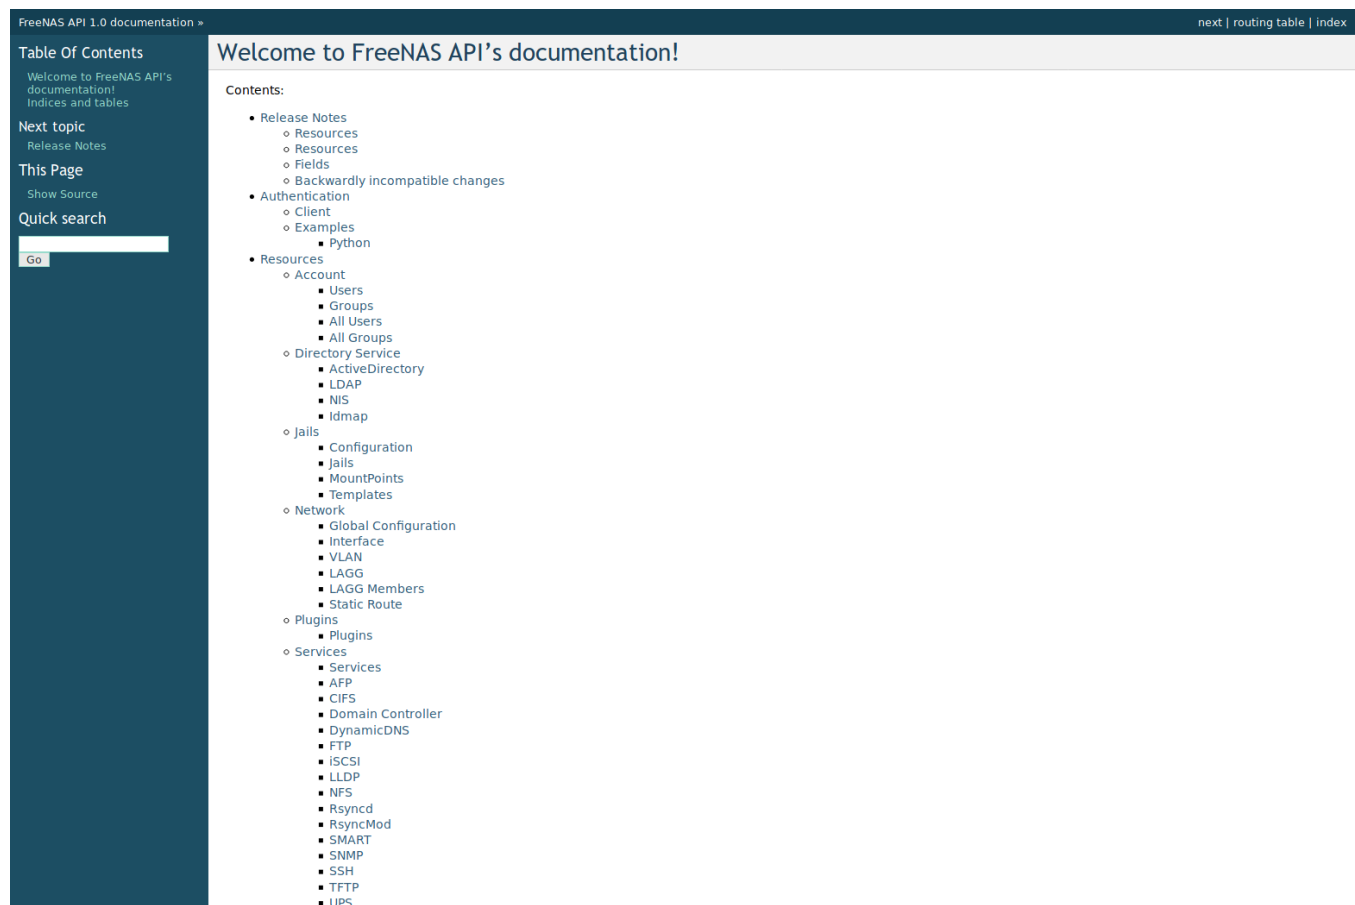 FreeNAS API 1.0 documentation »
next | routing table | index
Table Of Contents
Welcome to FreeNAS API's
documentation!
Indices and tables
Next topic
Release Notes
This Page
Show Source
Quick search
Go
Welcome to FreeNAS API's documentation!
Contents:
Release Notes
Resources
Resources
Fields
Backwardly incompatible changes
Authentication
Client
Examples
Python
Resources
Account
Users
Groups
All Users
All Groups
Directory Service
ActiveDirectory
LDAP
NIS
Idmap
Jails
Configuration
Jails
MountPoints
Templates
Network
Global Configuration
Interface
VLAN
LAGG
LAGG Members
Static Route
Plugins
Plugins
Services
Services
AFP
CIFS
Domain Controller
DynamicDNS
FTP
iSCSI
LLDP
NFS
Rsyncd
RsyncMod
SMART
SNMP
SSH
TFTP
UPS